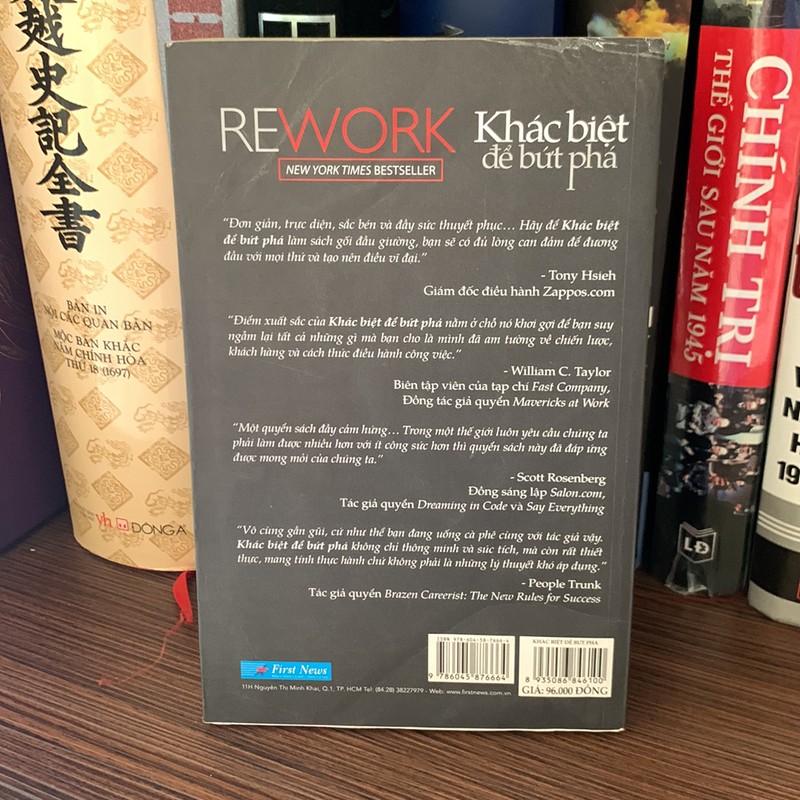 越史記全書
BẢN IN
NỘI CÁC QUAN BẢN
MỘC BẢN KHẮC
NĂM CHÍNH HÒA
THỨ 18 (1697)
ĐÔNG A
REWORK
NEW YORK TIMES BESTSELLER
Khác biệt
để bứt phá
“Đơn giản, trực diện, sắc bén và đầy sức thuyết phục... Hãy để Khác biệt
để bứt phá làm sách gối đầu giường, bạn sẽ có đủ lòng can đảm để đương
đầu với mọi thứ và tạo nên điều vĩ đại.”
- Tony Hsieh
Giám đốc điều hành Zappos.com
“Điểm xuất sắc của Khác biệt để bứt phá nằm ở chỗ nó khơi gợi để bạn suy
ngẫm lại tất cả những gì mà bạn cho là mình đã am tường về chiến lược,
khách hàng và cách thức điều hành công việc.”
- William C. Taylor
Biên tập viên của tạp chí Fast Company,
Đồng tác giả quyển Mavericks at Work
“Một quyển sách đầy cảm hứng... Trong một thế giới luôn yêu cầu chúng ta
phải làm được nhiều hơn với ít công sức hơn thì quyển sách này đã đáp ứng
được mong mỏi của chúng ta.”
- Scott Rosenberg
Đồng sáng lập Salon.com,
Tác giả quyển Dreaming in Code và Say Everything
“Vô cùng gần gũi, cứ như thể bạn đang uống cà phê cùng với tác giả vậy.
Khác biệt để bứt phá không chỉ thông minh và súc tích, mà còn rất thiết
thực, mang tính thực hành chứ không phải là những lý thuyết khó áp dụng.”
- People Trunk
Tác giả quyển Brazen Careerist: The New Rules for Success
First News
11H Nguyễn Thị Minh Khai, Q.1, TP. HCM Tel: (84.28) 38227979 - Web: www.firstnews.com.vn
ISBN 978-604-58-7666-4
9 786045 876664
KHÁC BIỆT ĐỂ BỨT PHÁ
8 935086 846100
GIÁ: 96.000 ĐỒNG
CHÍNH TRỊ
THẾ GIỚI SAU NĂM 1945
LĐ